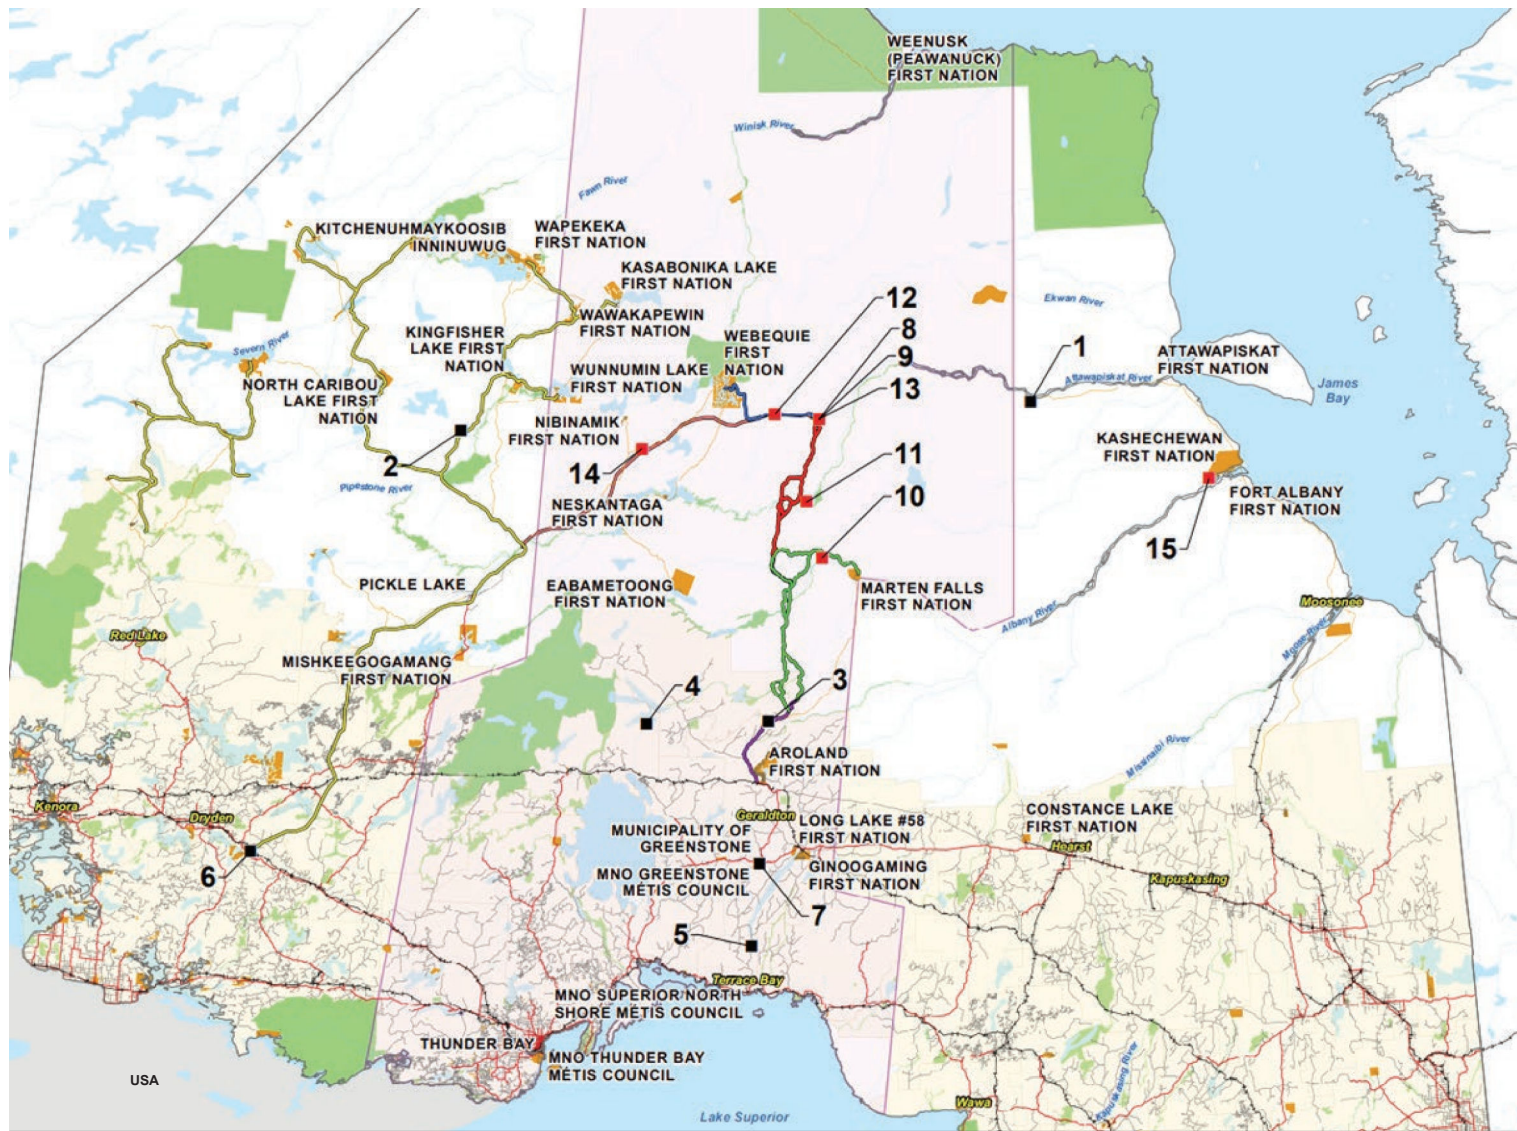 WEENUSK
(PEAWANUCK)
FIRST NATION
Winisk River
Fawn River
KITCHENUHMAYKOOSIB
INNINUWUG
WAPEKEKA
FIRST NATION
KASABONIKA LAKE
FIRST NATION
12
Ekwan River
WAWAKAPEWIN
FIRST NATION
8
KINGFISHER
LAKE FIRST
NATION
WEBEQUIE
FIRST
NATION
9
1
Severn River
ATTAWAPISKAT
FIRST NATION
Attawapiskat River
James
Bay
WUNNUMIN LAKE
FIRST NATION
13
NORTH CARIBOU
LAKE FIRST
NATION
NIBINAMIK
FIRST NATION
KASHECHEWAN
FIRST NATION
2
14
11
Pipestone River
10
FORT ALBANY
FIRST NATION
NESKANTAGA
FIRST NATION
15
PICKLE LAKE
EABAMETOONG
FIRST NATION
MARTEN FALLS
FIRST NATION
Albany River
Moosonee
Moose River
Red Lake
MISHKEEGOGAMANG
FIRST NATION
4
3
AROLAND
FIRST NATION
Missinaibi River
Kenora
Dryden
Geraldton
LONG LAKE #58
FIRST NATION
CONSTANCE LAKE
FIRST NATION
MUNICIPALITY OF
GREENSTONE
Hearst
GINOOGAMING
FIRST NATION
MNO GREENSTONE
MÉTIS COUNCIL
Kapuskasing
6
7
5
Terrace Bay
MNO SUPERIOR NORTH
SHORE MÉTIS COUNCIL
THUNDER BAY
MNO THUNDER BAY
MÉTIS COUNCIL
USA
Kapuskasing River
Wawa
Lake Superior